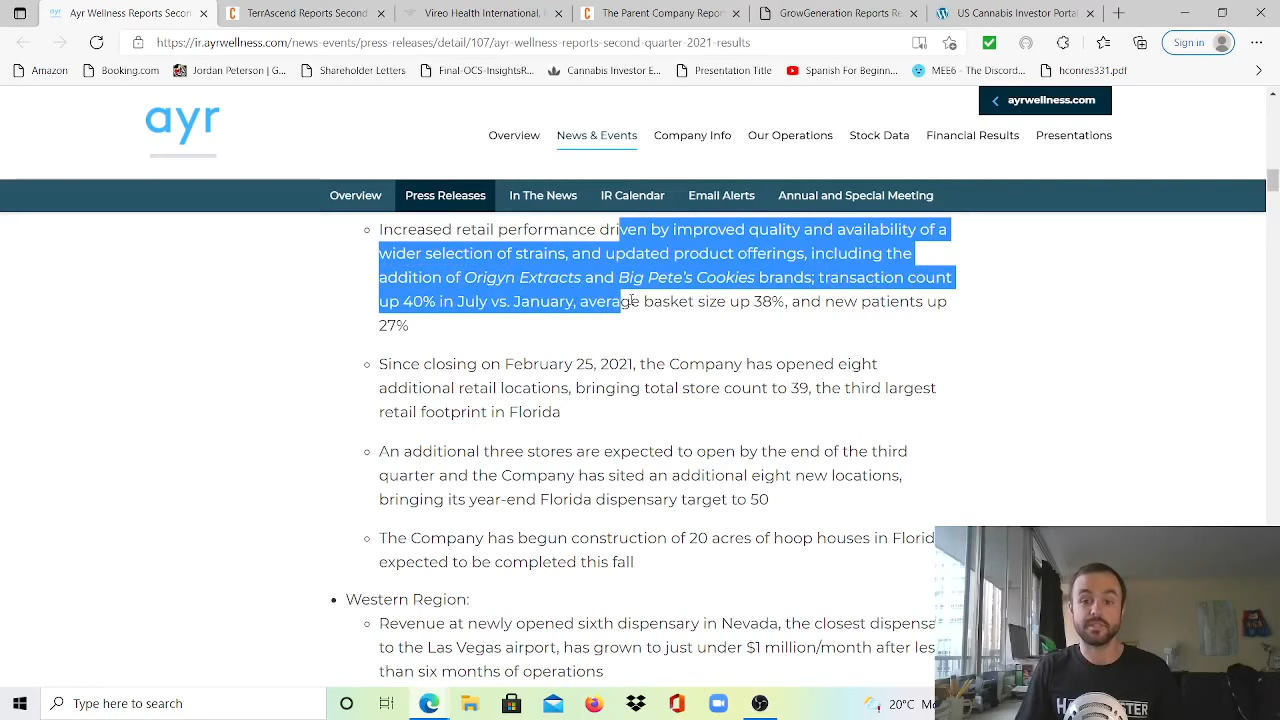 Ayr Wellness Reports Secon
TerrAscend Reports Second
Vireo Health International, I
The Parent Company Report
GrowGeneration Reports Re
US Cannabis Investor Portal
https://ir.ayrwellness.com/news-events/press-releases/detail/107/ayr-wellness-reports-second-quarter-2021-results
Sign in
Amazon
Booking.com
Jordan Peterson | G...
Shareholder Letters
Final-OCS-InsightsR...
Cannabis Investor E...
Presentation Title
Spanish For Beginn...
MEE6 - The Discord...
hconres331.pdf
ayrwellness.com
ayr
Overview
News & Events
Company Info
Our Operations
Stock Data
Financial Results
Presentations
Overview
Press Releases
In The News
IR Calendar
Email Alerts
Annual and Special Meeting
Increased retail performance driven by improved quality and availability of a
wider selection of strains, and updated product offerings, including the
addition of Origyn Extracts and Big Pete's Cookies brands; transaction count
up 40% in July vs. January, average basket size up 38%, and new patients up
27%
Since closing on February 25, 2021, the Company has opened eight
additional retail locations, bringing total store count to 39, the third largest
retail footprint in Florida
An additional three stores are expected to open by the end of the third
quarter and the Company has sited an additional eight new locations,
bringing its year-end Florida dispensary target to 50
The Company has begun construction of 20 acres of hoop houses in Florid
expected to be completed this fall
Western Region:
Revenue at newly opened sixth dispensary in Nevada, the closest dispensa
to the Las Vegas airport, has grown to just under $1 million/month after les
than six months of operations
Type here to search
20°C